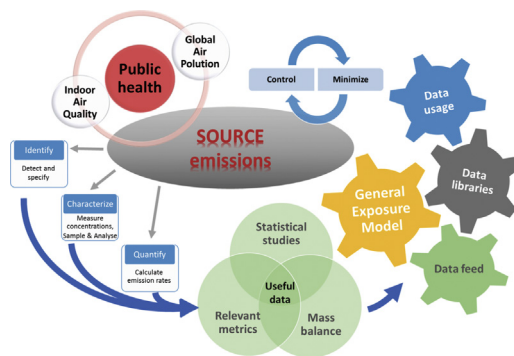 Global
Air
Polution
Public
health
Indoor
Air
Quality
Control
Minimize
SOURCE
emissions
Identify
Detect and
specify
Characterize
Measure
concentrations,
Sample & Analyse
Quantify
Calculate
emission rates
Statistical
studies
Useful
data
Relevant
metrics
Mass
balance
General
Exposure
Model
Data
usage
Data
libraries
Data feed